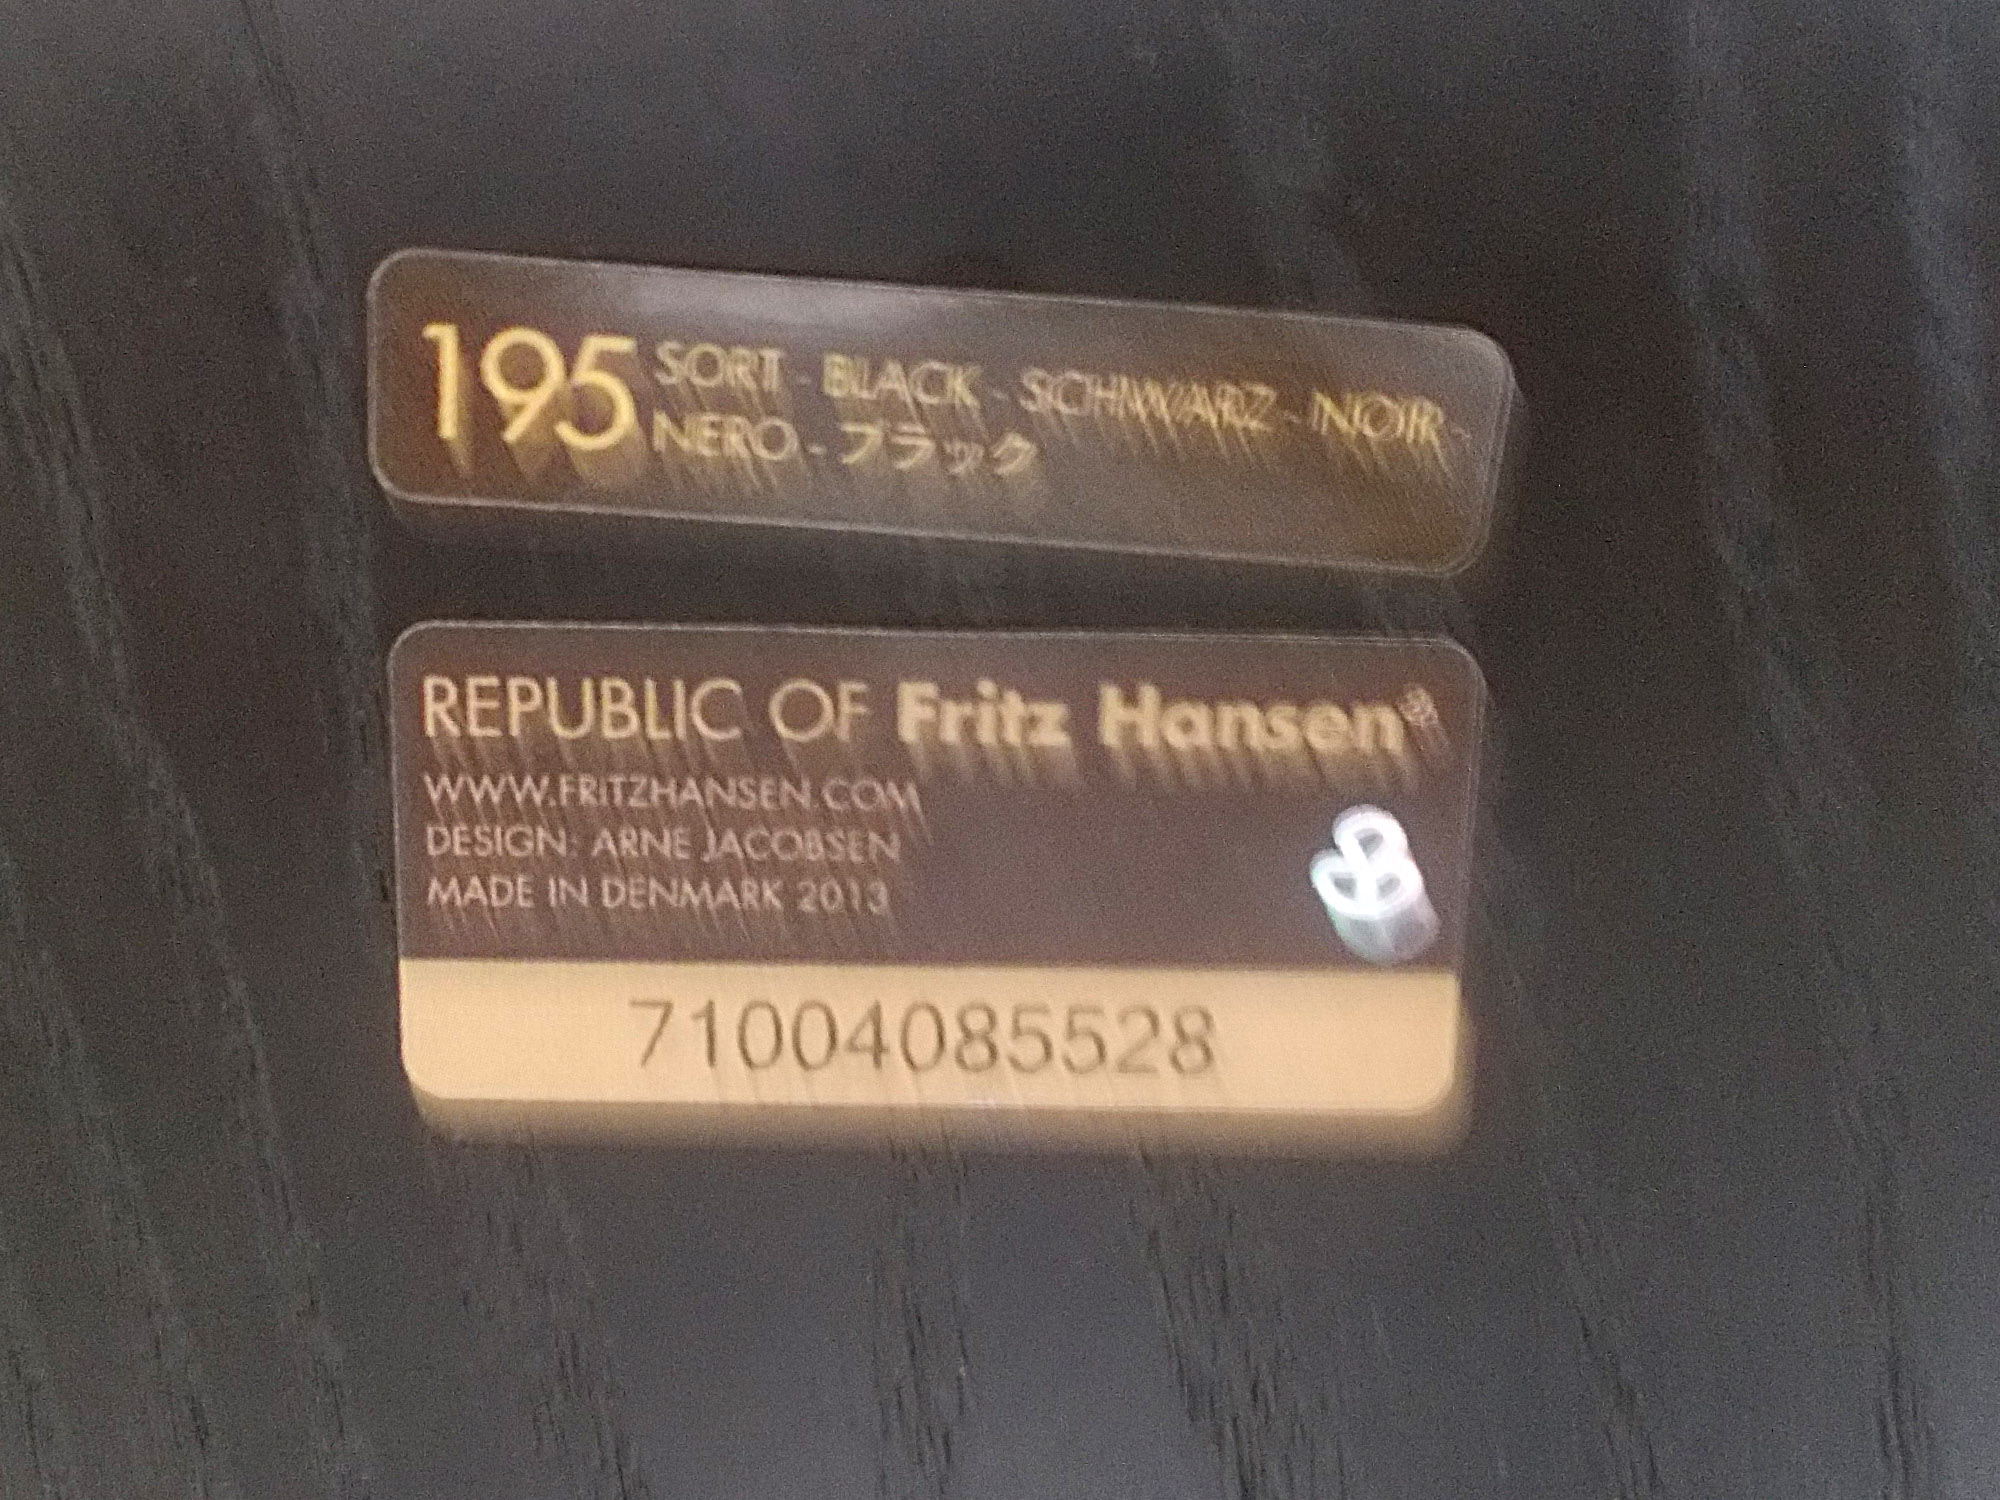 195 SORT - BLACK - SCHWARZ - NOIR -
NERO - ブラック
REPUBLIC OF Fritz Hansen®
WWW.FRITZHANSEN.COM
DESIGN: ARNE JACOBSEN
MADE IN DENMARK 2013
71004085528